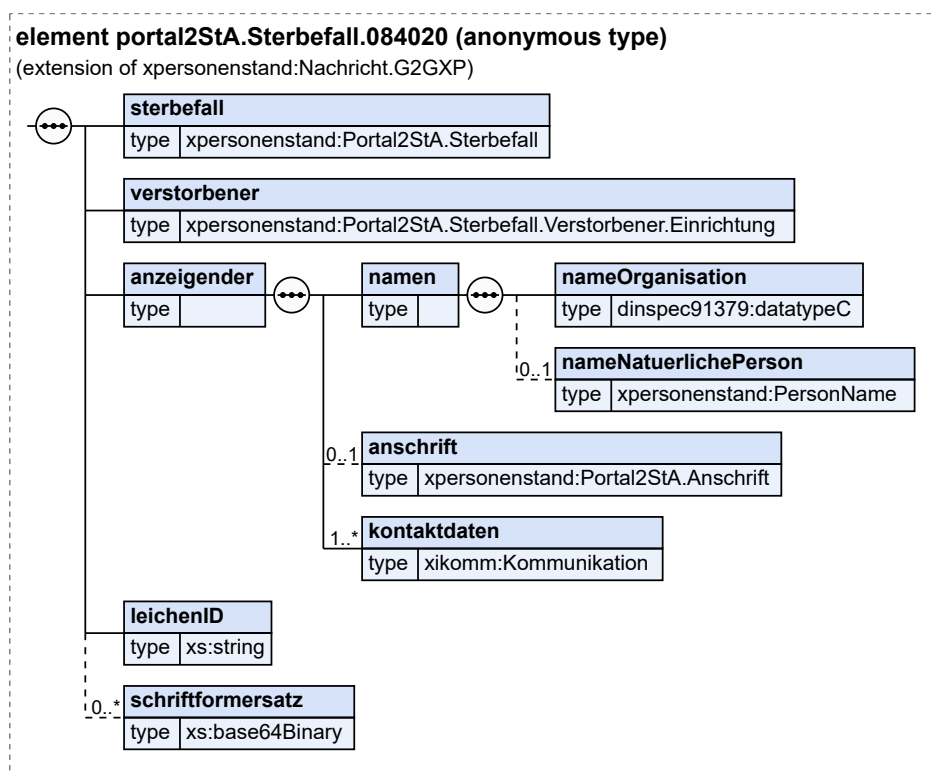 element portal2StA.Sterbefall.084020 (anonymous type)
(extension of xpersonenstand:Nachricht.G2GXP)
sterbefall
type xpersonenstand:Portal2StA.Sterbefall
verstorbener
type xpersonenstand:Portal2StA.Sterbefall.Verstorbener.Einrichtung
anzeigender
type
namen
type
nameOrganisation
type dinspec91379:datatypeC
0..1
nameNatuerlichePerson
type xpersonenstand:PersonName
0..1
anschrift
type xpersonenstand:Portal2StA.Anschrift
1..*
kontaktdaten
type xikomm:Kommunikation
leichenID
type xs:string
0..*
schriftformersatz
type xs:base64Binary